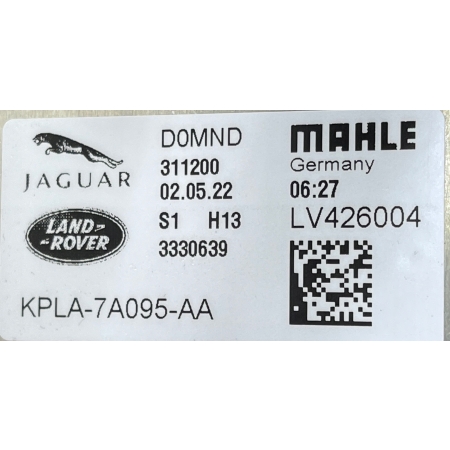 JAGUAR
LAND-
-ROVER
D0MND
311200
02.05.22
S1 H13
3330639
MAHLE
Germany
06:27
LV426004
KPLA-7A095-AA